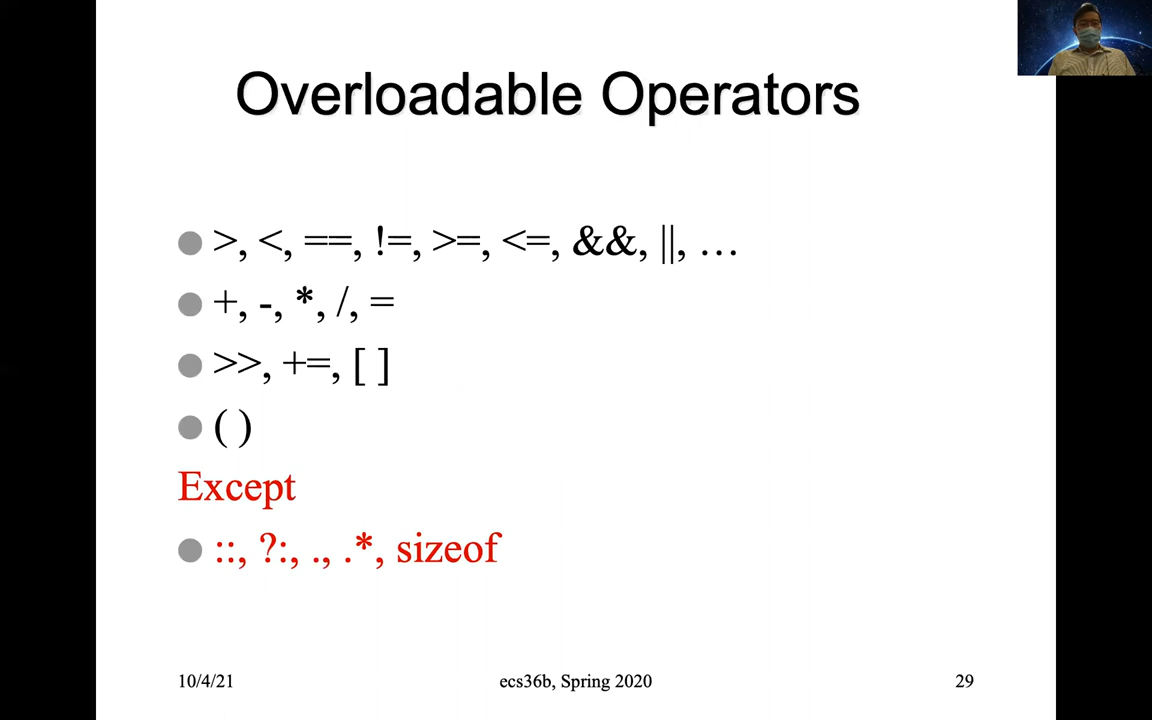 Overloadable Operators
>, <, ==, !=, >=, <=, &&, ||, …
+, -, *, /, =
>>, +=, [ ]
( )
Except
::, ?:, ., .*, sizeof
10/4/21 ecs36b, Spring 2020 29